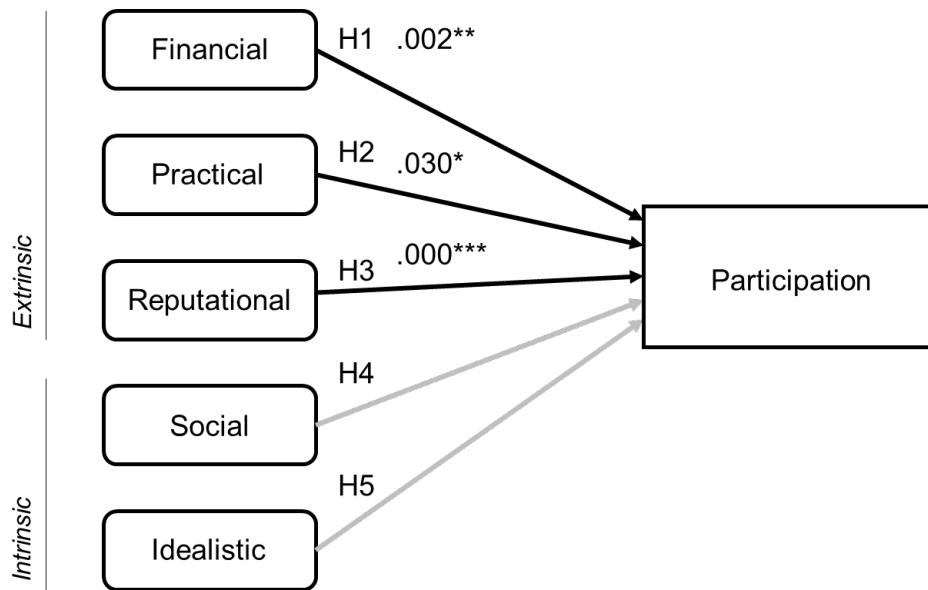 Financial
H1 .002**
Practical
H2 .030*
Extrinsic
Reputational
H3 .000***
Participation
Social
H4
Intrinsic
Idealistic
H5